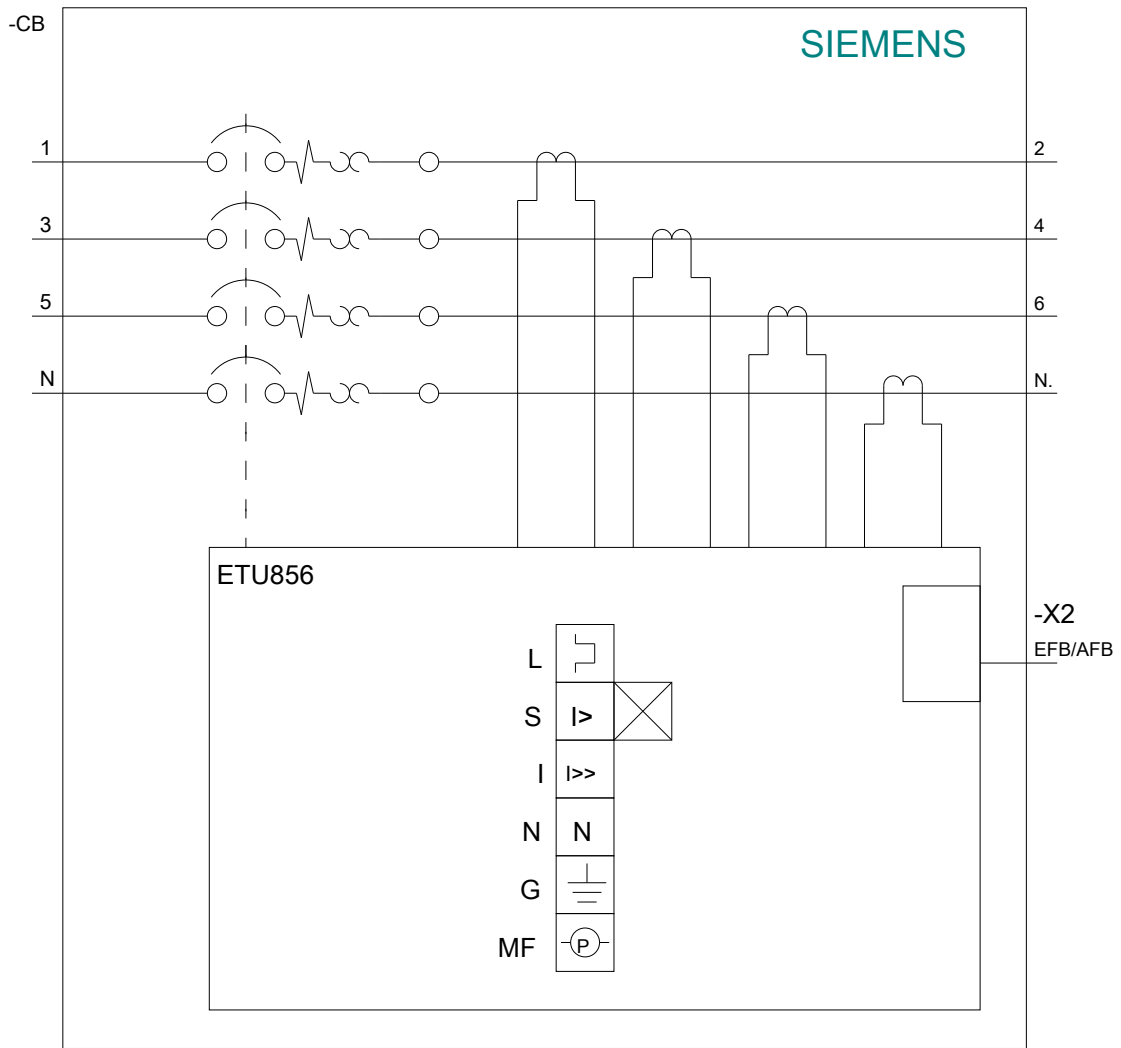 -CB
SIEMENS
1 2
3 4
5 6
N N.
ETU856
-X2
EFB/AFB
L
S I>
I I>>
N N
G
MF P